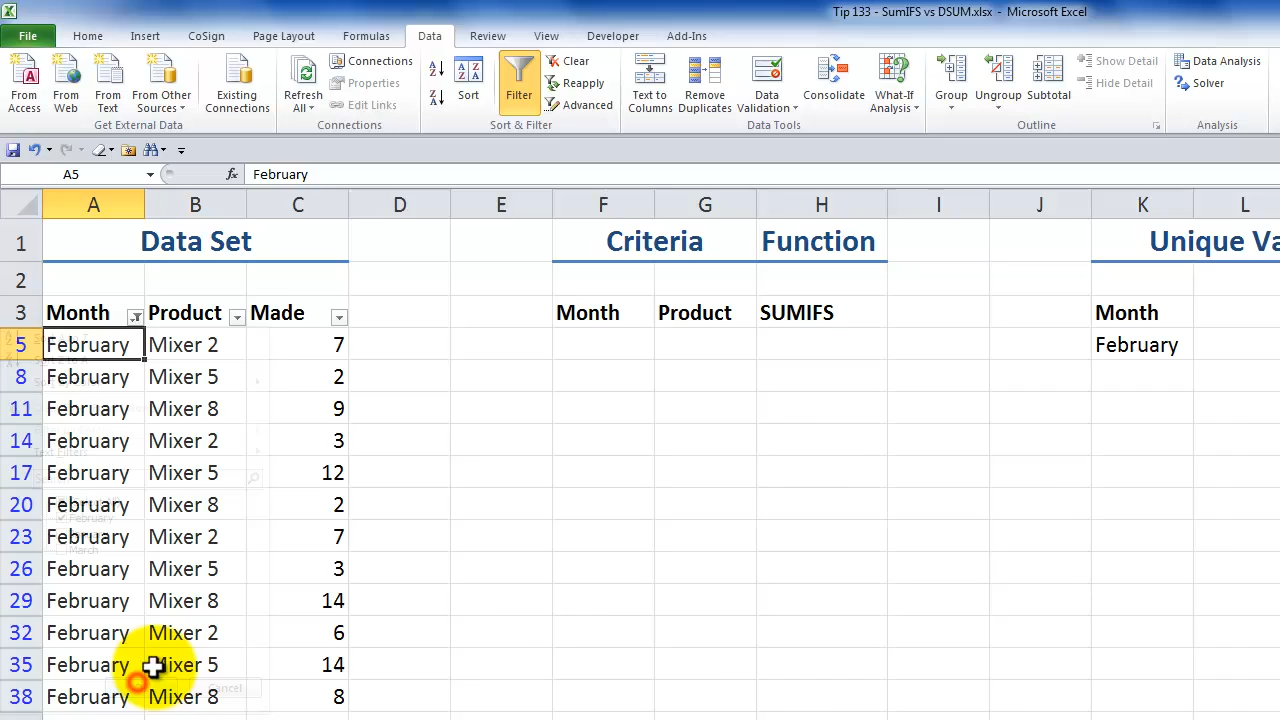 Tip 133 - SumIFS vs DSUM.xlsx - Microsoft Excel
File Home Insert CoSign Page Layout Formulas Data Review View Developer Add-Ins
From Access
From Web
From Text
From Other Sources
Existing Connections
Get External Data
Refresh All
Connections
Properties
Edit Links
Connections
Sort
Filter
Clear
Reapply
Advanced
Sort & Filter
Text to Columns
Remove Duplicates
Data Validation
Consolidate
What-If Analysis
Data Tools
Group
Ungroup
Subtotal
Show Detail
Hide Detail
Outline
Data Analysis
Solver
Analysis
A5 fx February
A B C D E F G H I J K L
1 Data Set Criteria Function Unique Va
2
3 Month Product Made Month Product SUMIFS Month
5 February Mixer 2 7 February
8 February Mixer 5 2
11 February Mixer 8 9
14 February Mixer 2 3
17 February Mixer 5 12
20 February Mixer 8 2
23 February Mixer 2 7
26 February Mixer 5 3
29 February Mixer 8 14
32 February Mixer 2 6
35 February Mixer 5 14
38 February Mixer 8 8
Text Filters
February
March
Cancel